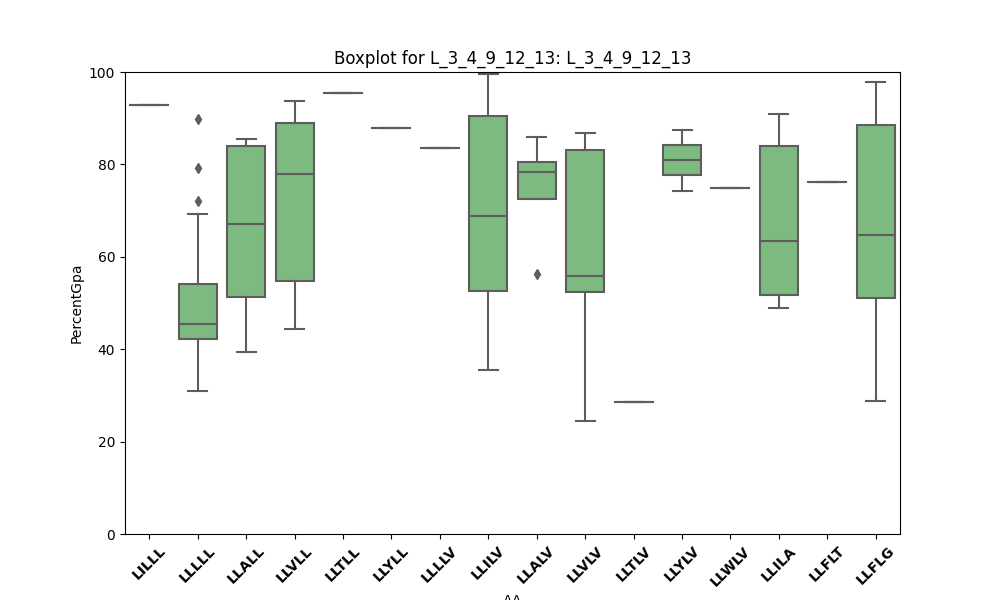 Boxplot for L_3_4_9_12_13: L_3_4_9_12_13
100
80
60
40
20
0
PercentGpa
LILLL LLLLL LLALL LLVLL LLTLL LLYLL LLLLV LLILV LLALV LLVLV LLTLV LLYLV LLWLV LLILA LLFLT LLFLG
AA